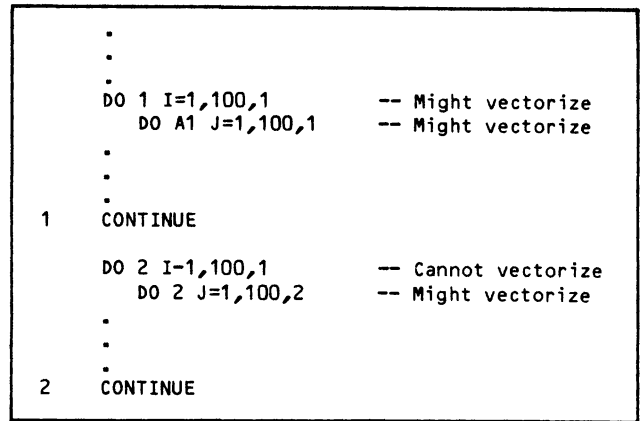 .
.
.
DO 1 I=1,100,1 -- Might vectorize
DO A1 J=1,100,1 -- Might vectorize
.
.
.
1 CONTINUE
DO 2 I-1,100,1 -- Cannot vectorize
DO 2 J=1,100,2 -- Might vectorize
.
.
.
2 CONTINUE